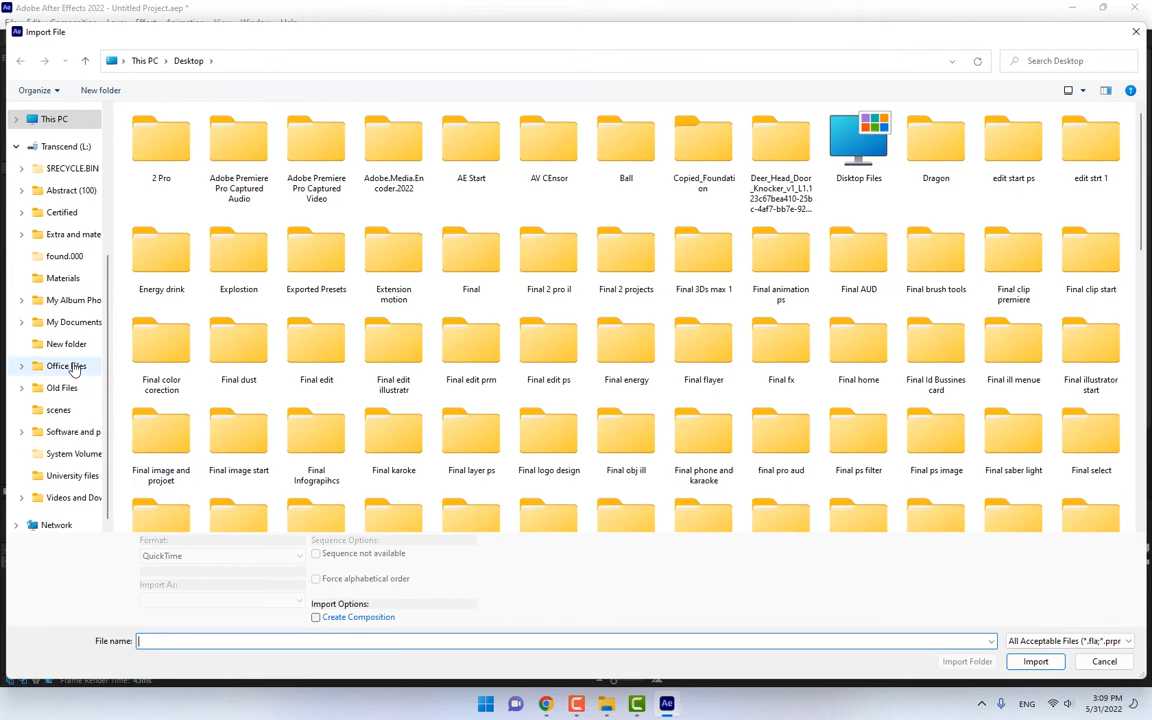 Adobe After Effects 2022 - Untitled Project.aep *
Import File
This PC > Desktop >
Search Desktop
Organize
New folder
This PC
Transcend (L:)
$RECYCLE.BIN
Abstract (100)
Certified
Extra and mate
found.000
Materials
My Album Pho
My Documents
New folder
Office files
Old Files
scenes
Software and p
System Volume
University files
Videos and Dov
Network
2 Pro
Adobe Premiere Pro Captured Audio
Adobe Premiere Pro Captured Video
Adobe.Media.Encoder.2022
AE Start
AV CEnsor
Ball
Copied_Foundation
Deer_Head_Door_Knocker_v1_L1.123c67bea410-25bc-4af7-bb7e-92...
Disktop Files
Dragon
edit start ps
edit strt 1
Energy drink
Explostion
Exported Presets
Extension motion
Final
Final 2 pro il
Final 2 projects
Final 3Ds max 1
Final animation ps
Final AUD
Final brush tools
Final clip premiere
Final clip start
Final color corection
Final dust
Final edit
Final edit illustratr
Final edit prm
Final edit ps
Final energy
Final flayer
Final fx
Final home
Final Id Bussines card
Final ill menue
Final illustrator start
Final image and projoet
Final image start
Final karoke
Final Infograpihcs
Final layer ps
Final logo design
Final obj ill
Final phone and karaoke
final pro aud
Final ps filter
Final ps image
Final saber light
Final select
Format:
QuickTime
Import As:
Sequence Options:
Sequence not available
Force alphabetical order
Import Options:
Create Composition
File name:
All Acceptable Files (*.fla;*.prpr
Import Folder
Import
Cancel
Frame Render Time: 43ms
ENG
3:09 PM
5/31/2022